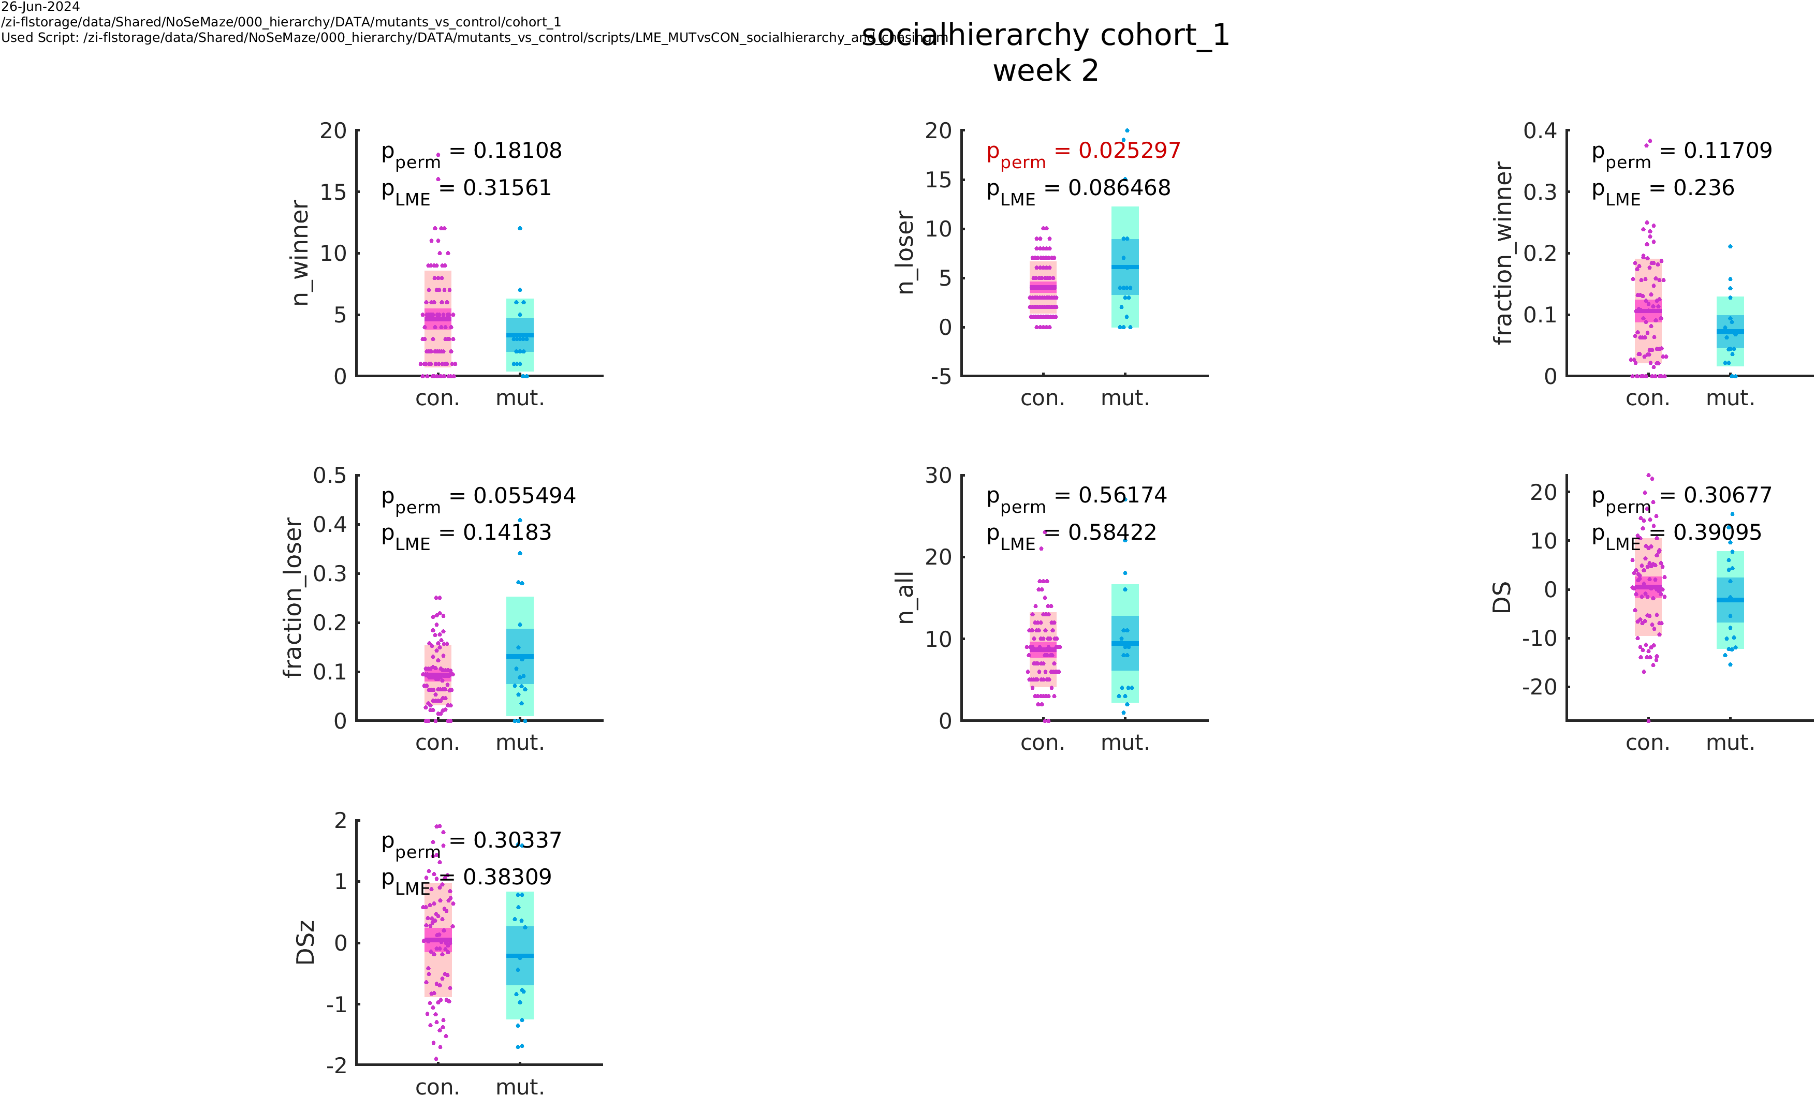 26-Jun-2024
/zi-flstorage/data/Shared/NoSeMaze/000_hierarchy/DATA/mutants_vs_control/cohort_1
Used Script: /zi-flstorage/data/Shared/NoSeMaze/000_hierarchy/DATA/mutants_vs_control/scripts/LME_MUTvsCON_socialhierarchy_and_chasing.m
socialhierarchy cohort_1
week 2
n_winner
20
15
10
5
0
p_perm = 0.18108
p_LME = 0.31561
con. mut.
n_loser
20
15
10
5
0
-5
p_perm = 0.025297
p_LME = 0.086468
con. mut.
fraction_winner
0.4
0.3
0.2
0.1
0
p_perm = 0.11709
p_LME = 0.236
con. mut.
fraction_loser
0.5
0.4
0.3
0.2
0.1
0
p_perm = 0.055494
p_LME = 0.14183
con. mut.
n_all
30
20
10
0
p_perm = 0.56174
p_LME = 0.58422
con. mut.
DS
20
10
0
-10
-20
p_perm = 0.30677
p_LME = 0.39095
con. mut.
DSz
2
1
0
-1
-2
p_perm = 0.30337
p_LME = 0.38309
con. mut.